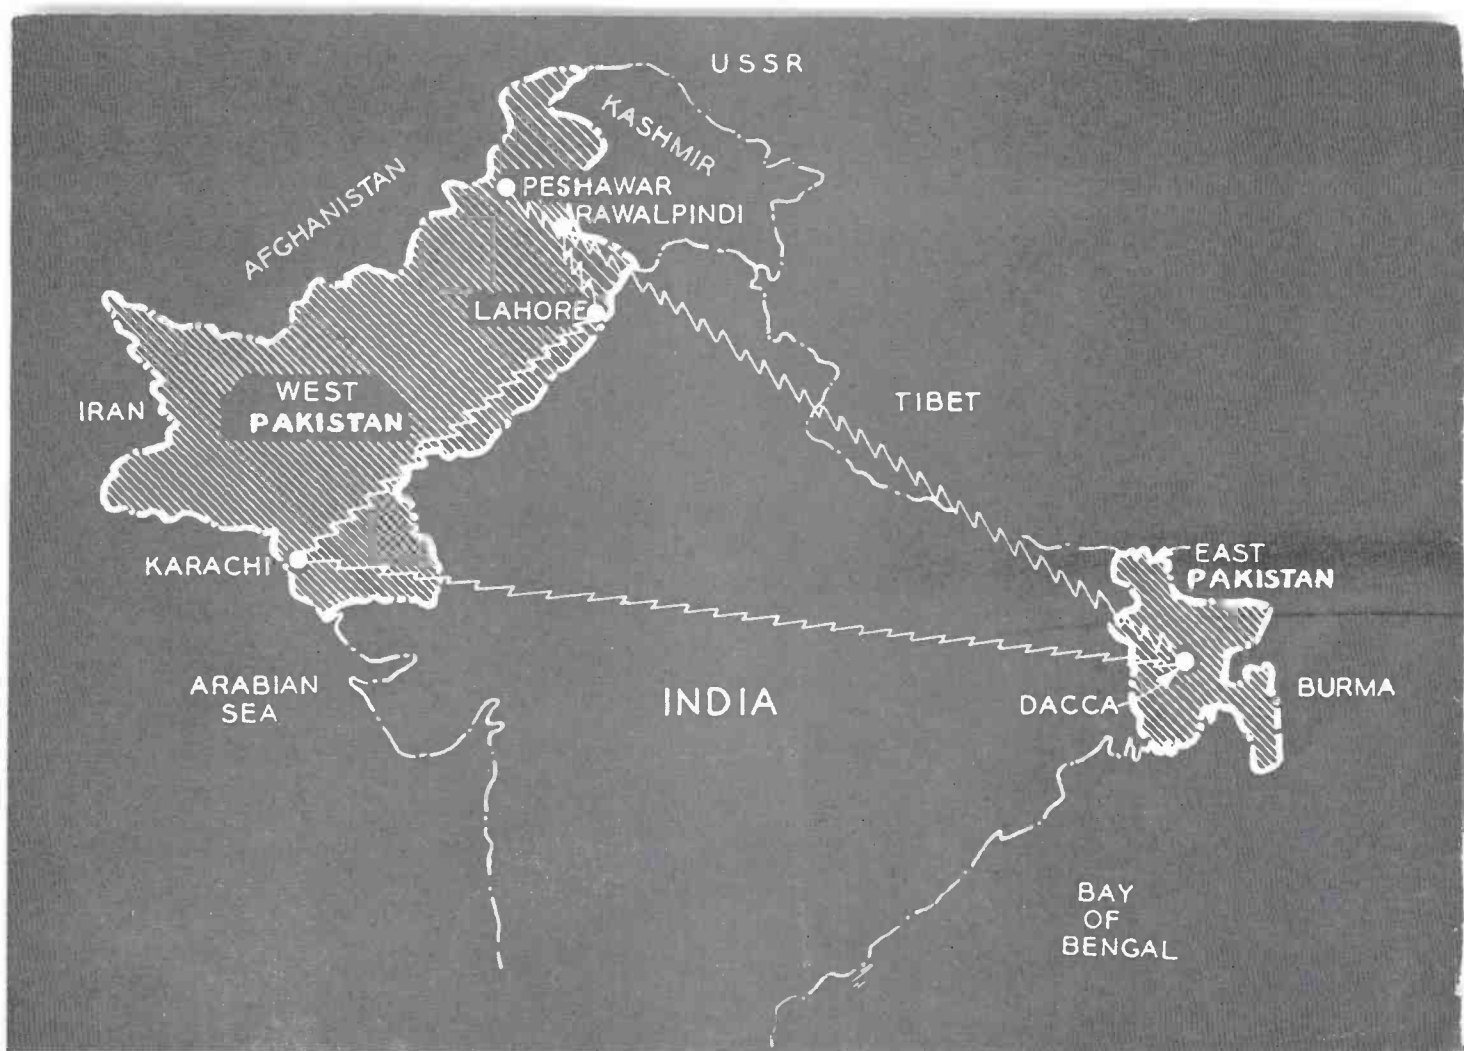 USSR
KASHMIR
AFGHANISTAN
PESHAWAR
RAWALPINDI
LAHORE
WEST
PAKISTAN
IRAN
TIBET
KARACHI
EAST
PAKISTAN
ARABIAN
SEA
INDIA
DACCA
BURMA
BAY
OF
BENGAL